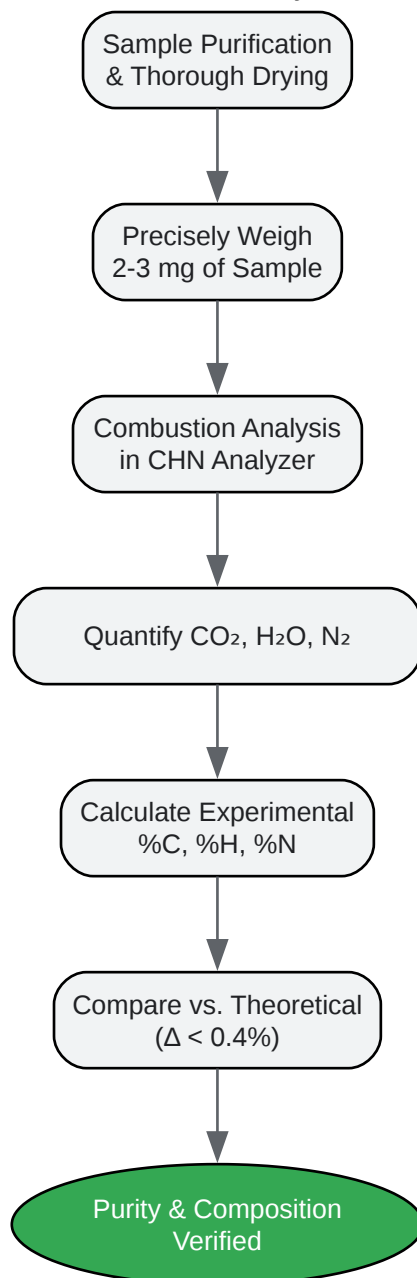 Sample Purification
& Thorough Drying
Precisely Weigh
2-3 mg of Sample
Combustion Analysis
in CHN Analyzer
Quantify CO₂, H₂O, N₂
Calculate Experimental
%C, %H, %N
Compare vs. Theoretical
(Δ < 0.4%)
Purity & Composition
Verified